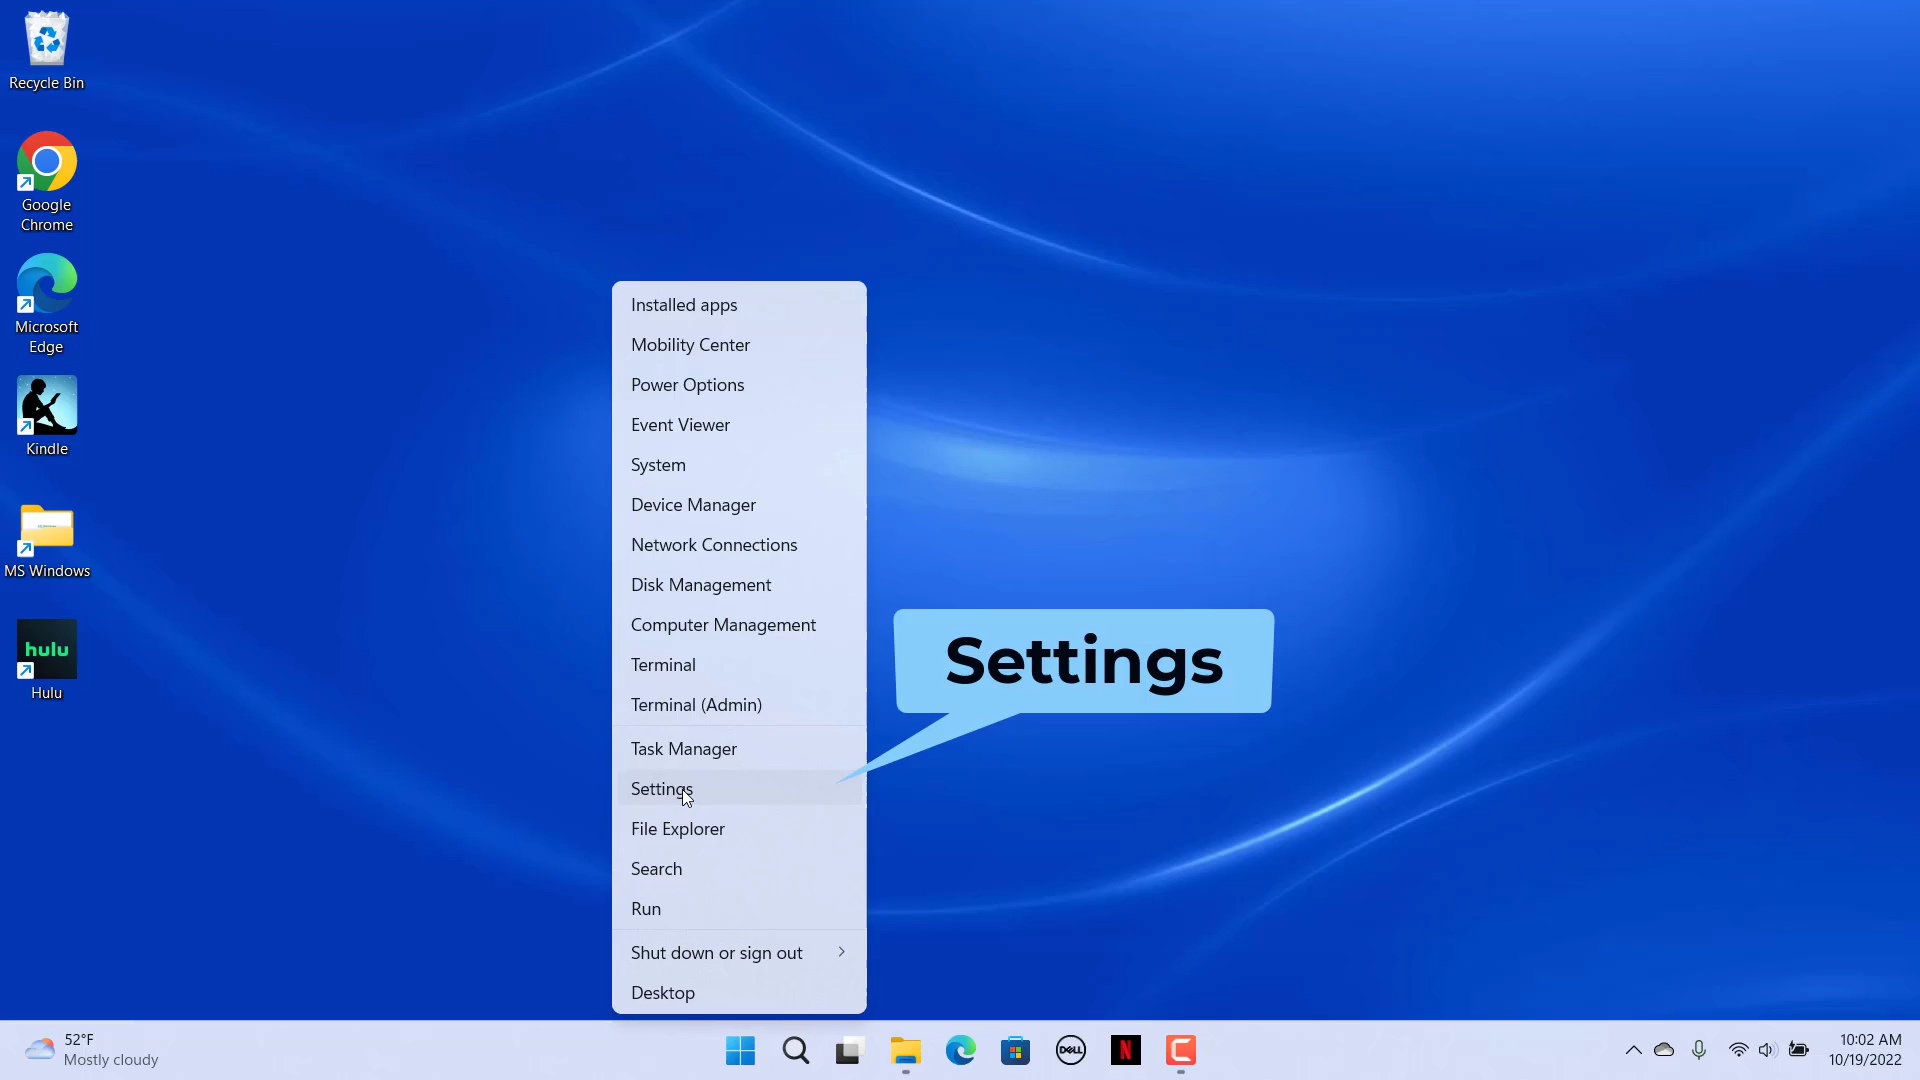 Recycle Bin
Google
Chrome
Microsoft
Edge
Kindle
MS Windows
hulu
Hulu
Installed apps
Mobility Center
Power Options
Event Viewer
System
Device Manager
Network Connections
Disk Management
Computer Management
Terminal
Terminal (Admin)
Task Manager
Settings
File Explorer
Search
Run
Shut down or sign out
Desktop
Settings
52°F
Mostly cloudy
DELL
N
10:02 AM
10/19/2022